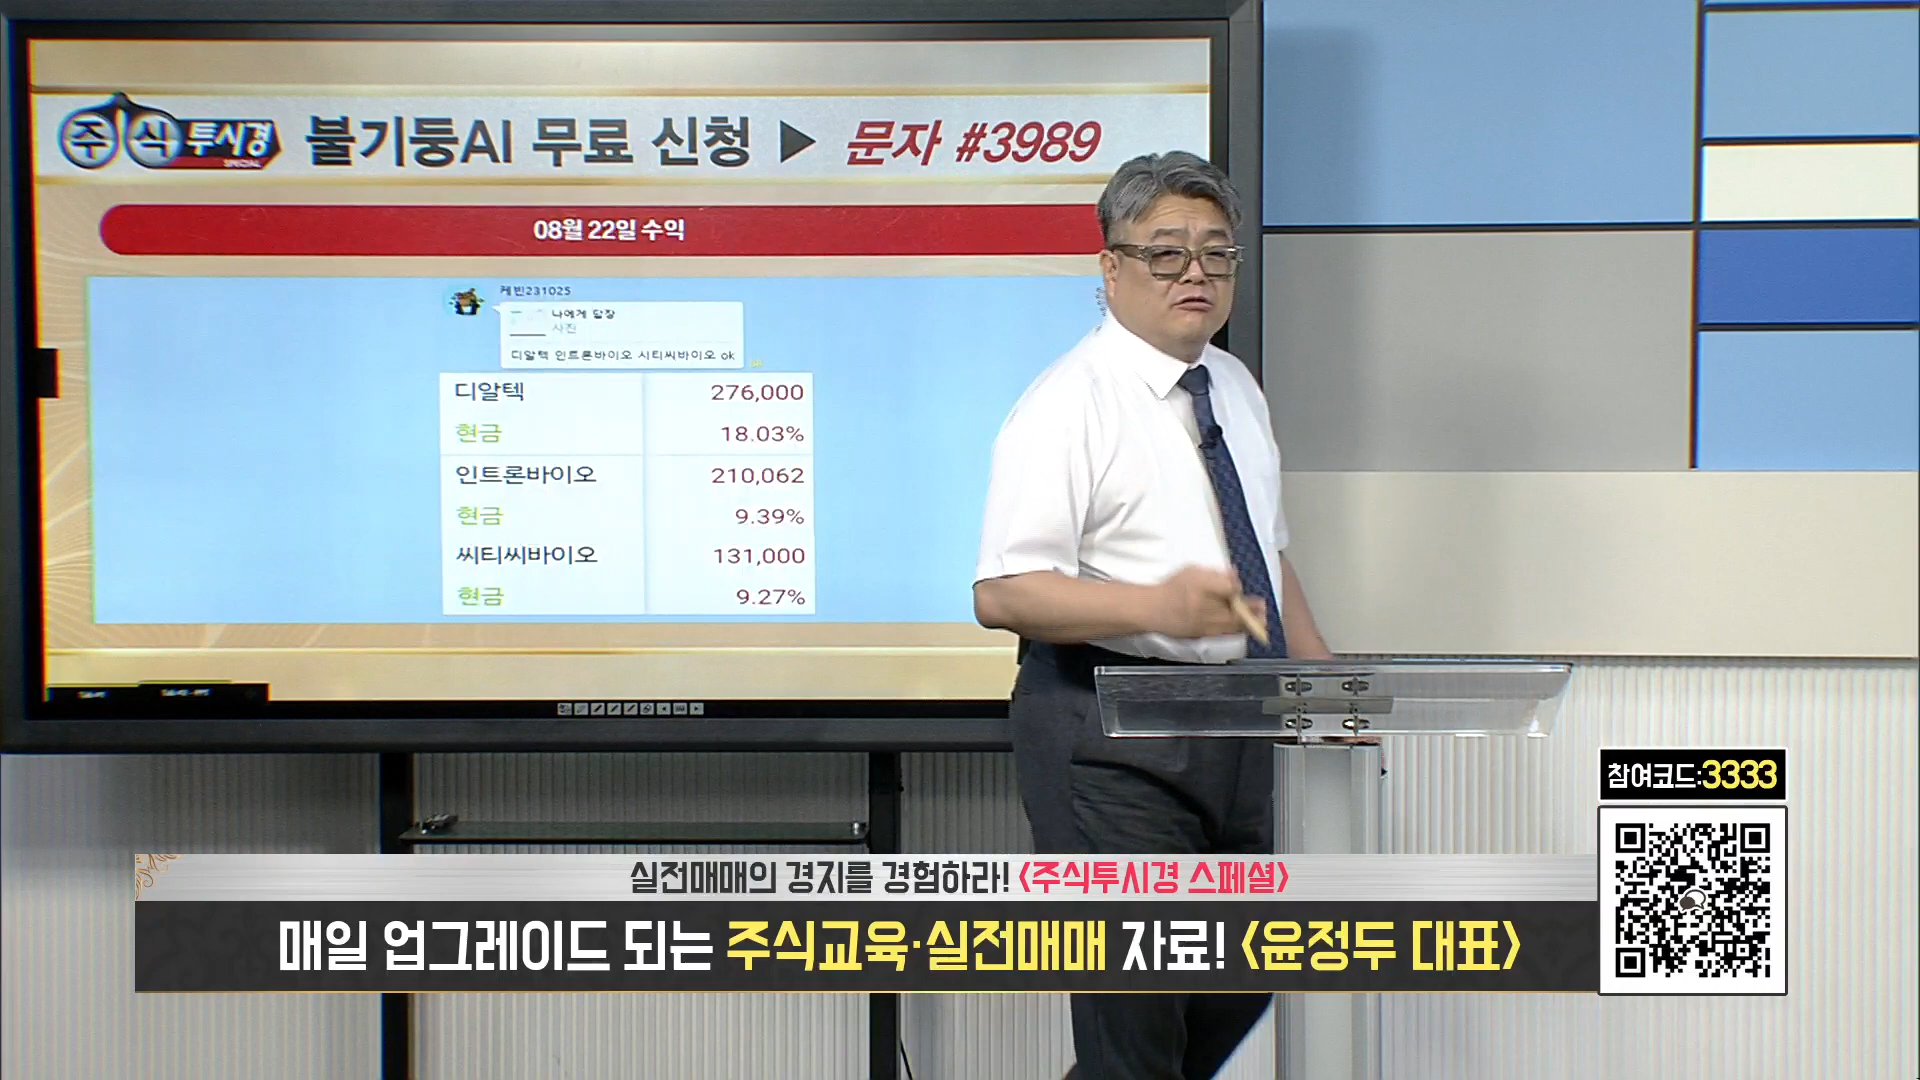 주식투시경 SPECIAL 불기둥AI 무료 신청 ▶ 문자 #3989
08월 22일 수익
케빈231025
나에게 답장
사진
디알텍 인트론바이오 시티씨바이오 ok
디알텍 276,000
현금 18.03%
인트론바이오 210,062
현금 9.39%
씨티씨바이오 131,000
현금 9.27%
참여코드:3333
실전매매의 경지를 경험하라! <주식투시경 스페셜>
매일 업그레이드 되는 주식교육·실전매매 자료! <윤정두 대표>